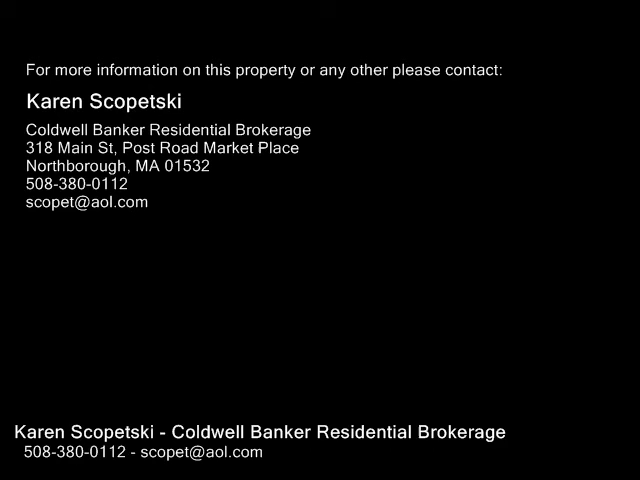 For more information on this property or any other please contact:
Karen Scopetski
Coldwell Banker Residential Brokerage
318 Main St, Post Road Market Place
Northborough, MA 01532
508-380-0112
scopet@aol.com
Karen Scopetski - Coldwell Banker Residential Brokerage
508-380-0112 - scopet@aol.com